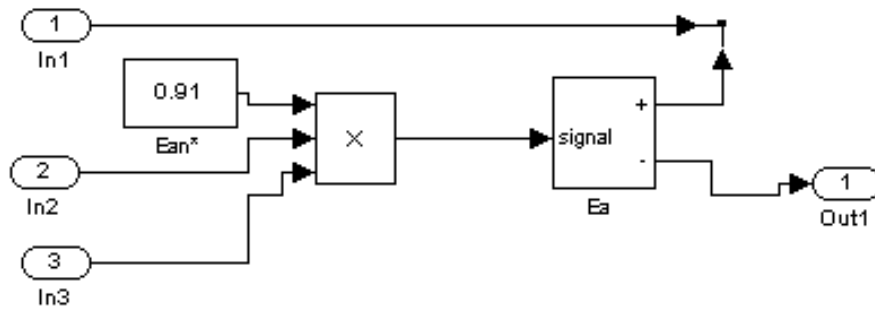 1
In1
0.91
Ean*
×
signal
+
-
Ea
2
In2
1
Out1
3
In3